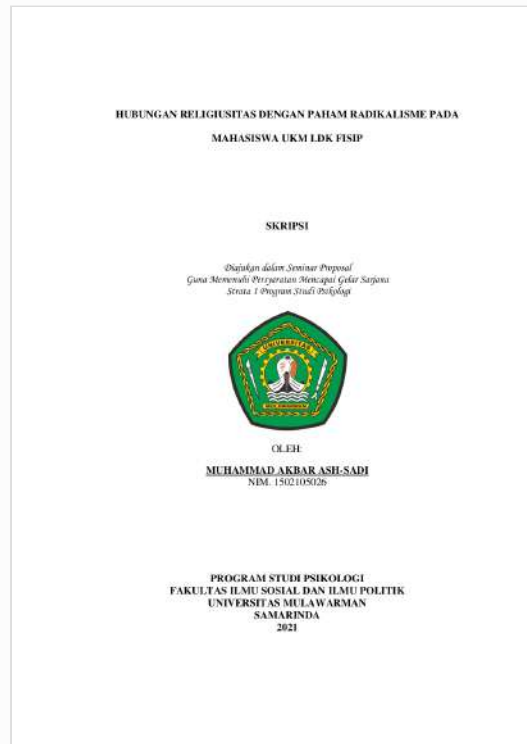 HUBUNGAN RELIGIUSITAS DENGAN PAHAM RADIKALISME PADA
MAHASISWA UKM LDK FISIP
SKRIPSI
Diajukan dalam Seminar Proposal
Guna Memenuhi Persyaratan Mencapai Gelar Sarjana
Strata 1 Program Studi Psikologi
UNIVERSITAS
MULAWARMAN
OLEH:
MUHAMMAD AKBAR ASH-SADI
NIM. 1502105026
PROGRAM STUDI PSIKOLOGI
FAKULTAS ILMU SOSIAL DAN ILMU POLITIK
UNIVERSITAS MULAWARMAN
SAMARINDA
2021